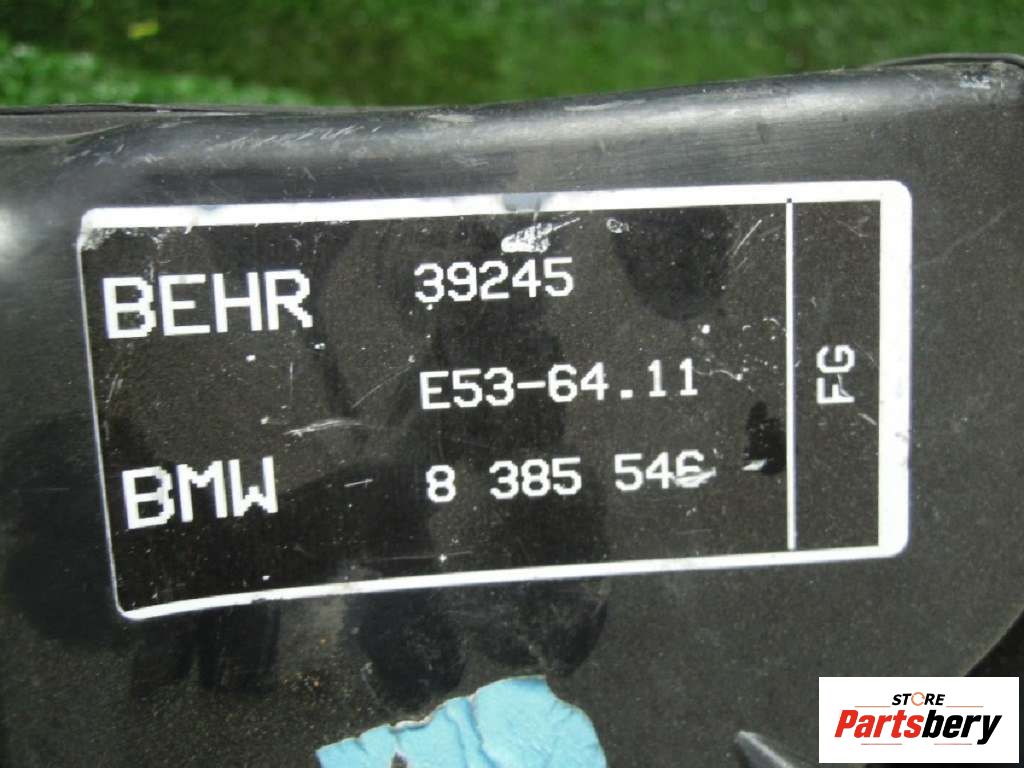 BEHR 39245
E53-64.11
BMW 8 385 546
FG
STORE
Partsbery